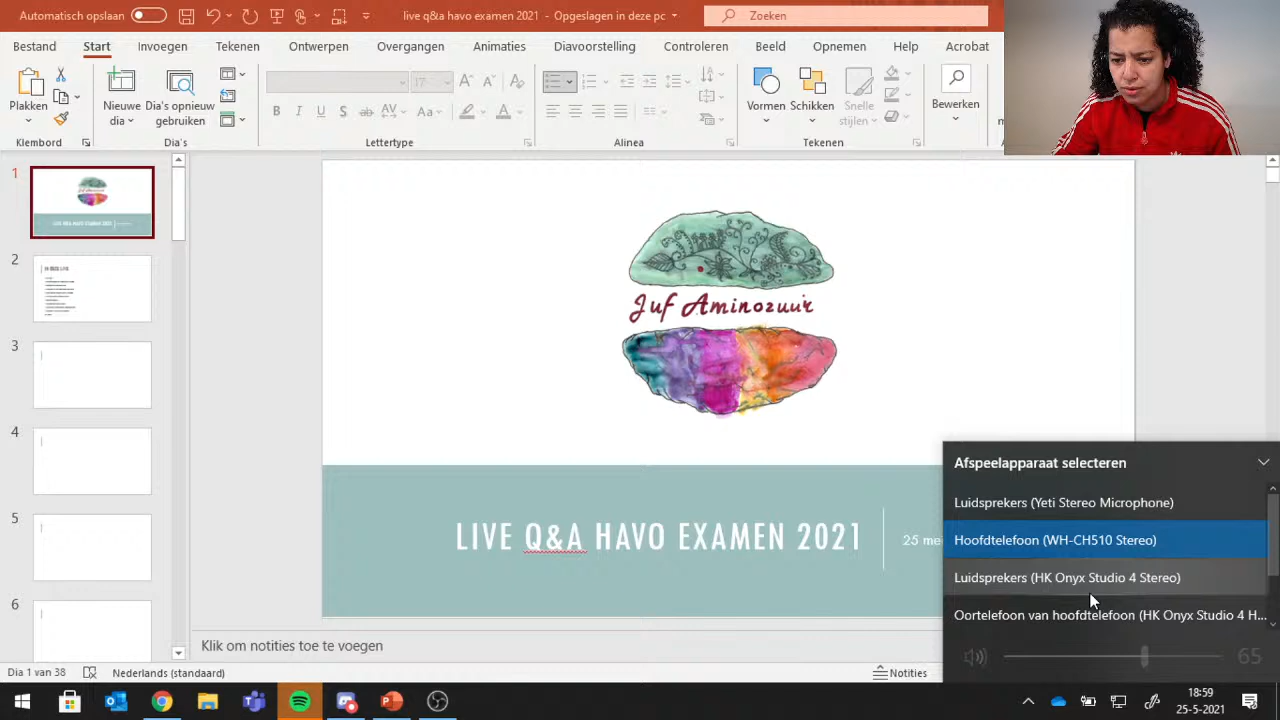 Automatisch opslaan
live q&a havo examen 2021 - Opgeslagen in deze pc
Zoeken
Bestand
Start
Invoegen
Tekenen
Ontwerpen
Overgangen
Animaties
Diavoorstelling
Controleren
Beeld
Opnemen
Help
Acrobat
Plakken
Nieuwe dia
Dia's opnieuw gebruiken
17
B I U S ab AV Aa A
Vormen
Schikken
Snelle stijlen
Bewerken
Klembord
Dia's
Lettertype
Alinea
Tekenen
1
2
3
4
5
6
Juf Aminozuur
LIVE Q&A HAVO EXAMEN 2021
25 me
Afspeelapparaat selecteren
Luidsprekers (Yeti Stereo Microphone)
Hoofdtelefoon (WH-CH510 Stereo)
Luidsprekers (HK Onyx Studio 4 Stereo)
Oortelefoon van hoofdtelefoon (HK Onyx Studio 4 H...
65
Klik om notities toe te voegen
Dia 1 van 38
Nederlands (standaard)
Notities
18:59
25-5-2021